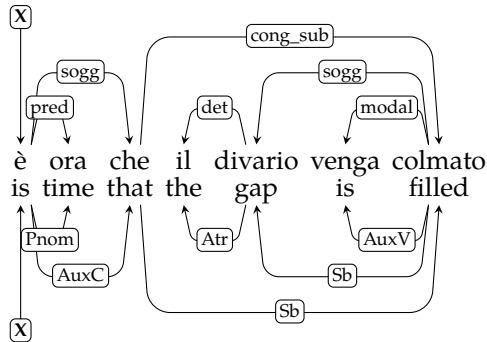 X
cong_sub
sogg sogg
pred det modal
è ora che il divario venga colmato
is time that the gap is filled
Pnom Atr AuxV
AuxC Sb
Sb
X